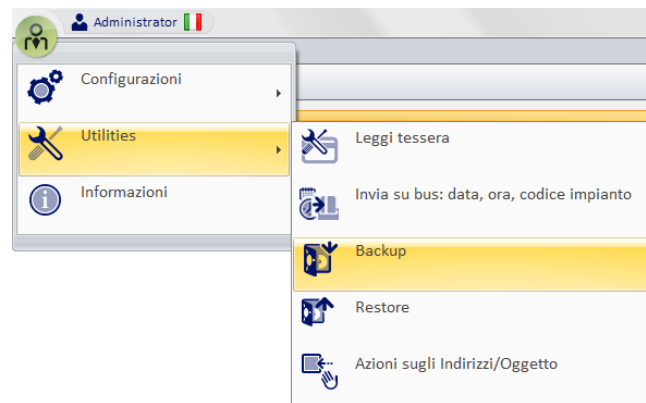 Administrator
Configurazioni
Utilities
Informazioni
Leggi tessera
Invia su bus: data, ora, codice impianto
Backup
Restore
Azioni sugli Indirizzi/Oggetto